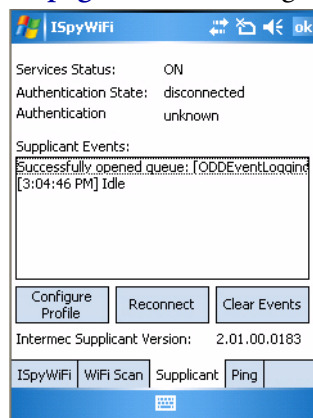 ISpyWiFi ok
Services Status: ON
Authentication State: disconnected
Authentication unknown
Supplicant Events:
Successfully opened queue: [ODDEventLogging
[3:04:46 PM] Idle
Configure Profile Reconnect Clear Events
Intermec Supplicant Version: 2.01.00.0183
ISpyWiFi WiFi Scan Supplicant Ping